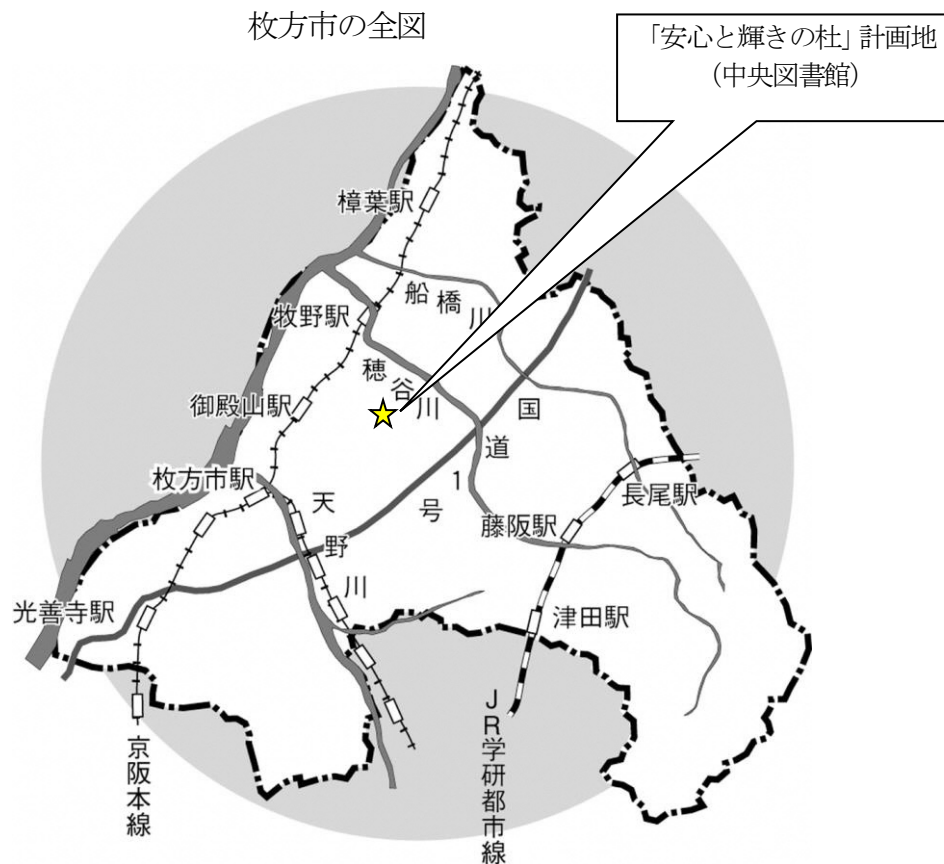 枚方市の全図
「安心と輝きの杜」計画地
（中央図書館）
樟葉駅
船橋川
牧野駅
穂谷川
御殿山駅
国道1号
枚方市駅
天野川
長尾駅
藤阪駅
光善寺駅
津田駅
京阪本線
JR学研都市線